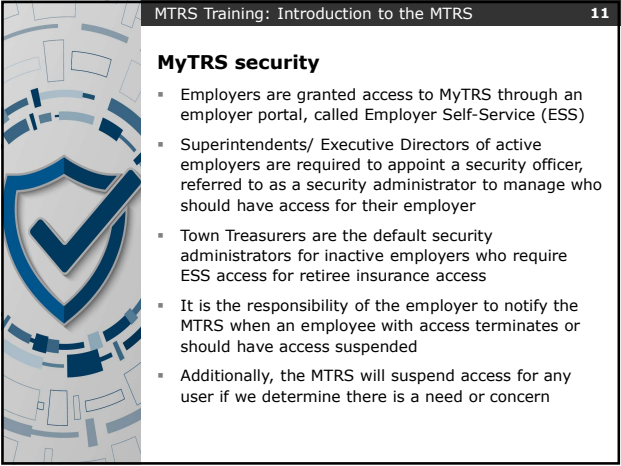 MTRS Training: Introduction to the MTRS 11
MyTRS security
▪ Employers are granted access to MyTRS through an
employer portal, called Employer Self-Service (ESS)
▪ Superintendents/ Executive Directors of active
employers are required to appoint a security officer,
referred to as a security administrator to manage who
should have access for their employer
▪ Town Treasurers are the default security
administrators for inactive employers who require
ESS access for retiree insurance access
▪ It is the responsibility of the employer to notify the
MTRS when an employee with access terminates or
should have access suspended
▪ Additionally, the MTRS will suspend access for any
user if we determine there is a need or concern